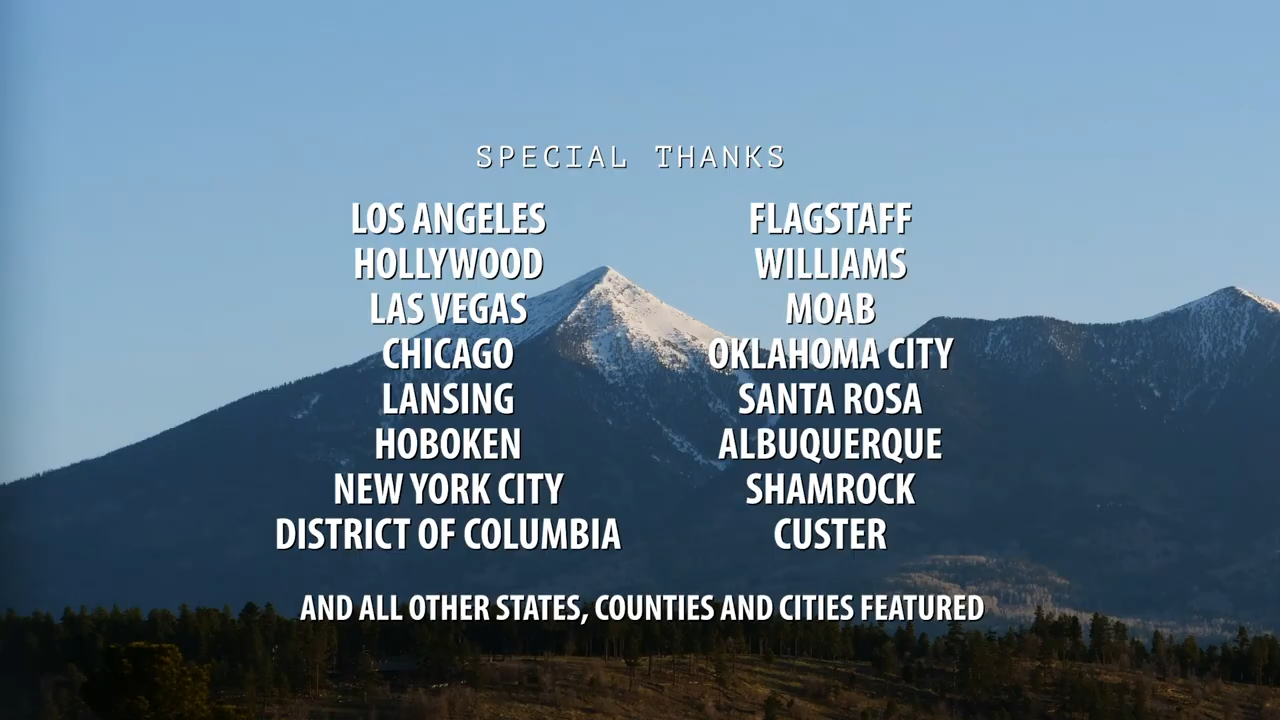 SPECIAL THANKS
LOS ANGELES
HOLLYWOOD
LAS VEGAS
CHICAGO
LANSING
HOBOKEN
NEW YORK CITY
DISTRICT OF COLUMBIA
FLAGSTAFF
WILLIAMS
MOAB
OKLAHOMA CITY
SANTA ROSA
ALBUQUERQUE
SHAMROCK
CUSTER
AND ALL OTHER STATES, COUNTIES AND CITIES FEATURED